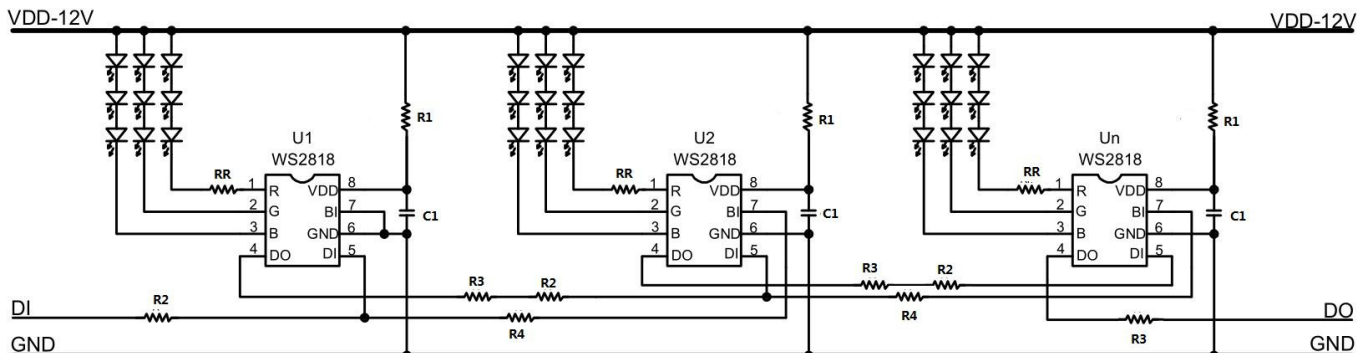 VDD-12V VDD-12V
R1 R1 R1
U1 U2 Un
WS2818 WS2818 WS2818
RR 1 R VDD 8 RR 1 R VDD 8 RR 1 R VDD 8
2 G BI 7 C1 2 G BI 7 C1 2 G BI 7 C1
3 B GND 6 3 B GND 6 3 B GND 6
4 DO DI 5 4 DO DI 5 4 DO DI 5
R3 R2 R3 R2
DI R2 R4 R4 R3 DO
GND GND